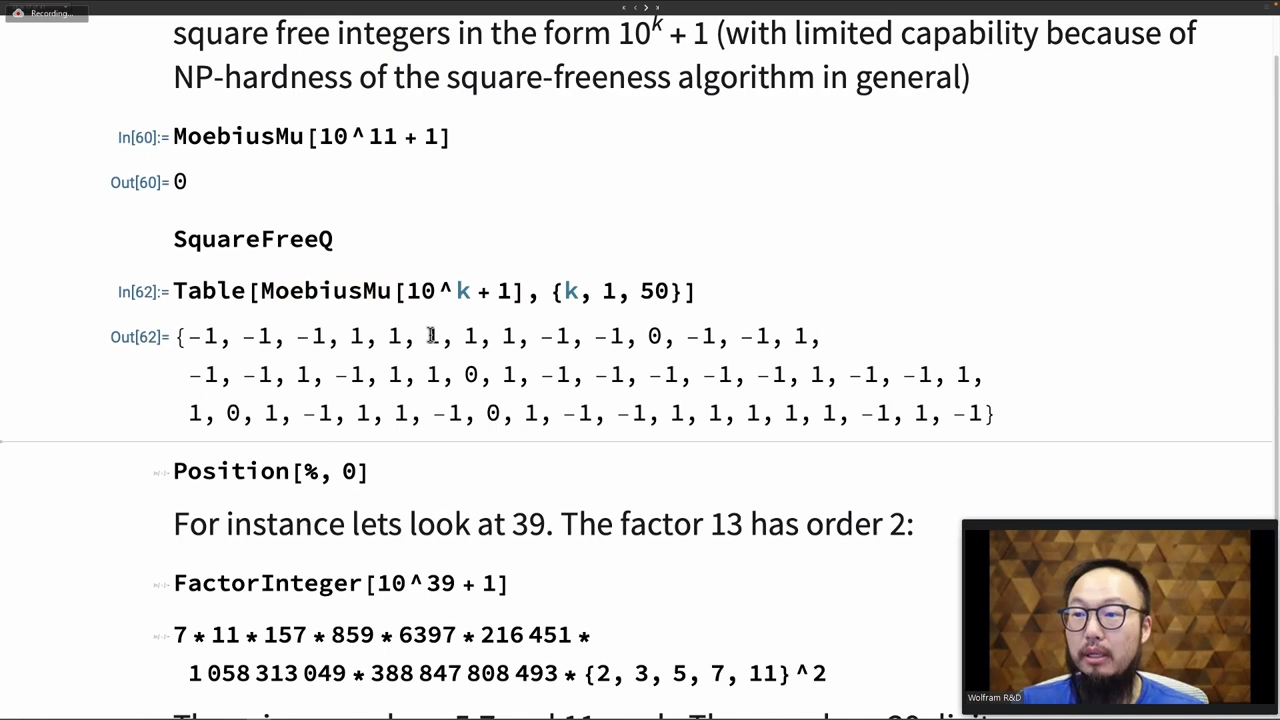 Recording...
square free integers in the form 10^k + 1 (with limited capability because of
NP-hardness of the square-freeness algorithm in general)
In[60]:= MoebiusMu[10^11 + 1]
Out[60]= 0
SquareFreeQ
In[62]:= Table[MoebiusMu[10^k + 1], {k, 1, 50}]
Out[62]= {-1, -1, -1, 1, 1, 1, 1, 1, -1, -1, 0, -1, -1, 1,
-1, -1, 1, -1, 1, 1, 0, 1, -1, -1, -1, -1, -1, 1, -1, -1, 1,
1, 0, 1, -1, 1, 1, -1, 0, 1, -1, -1, 1, 1, 1, 1, 1, -1, 1, -1}
Position[%, 0]
For instance lets look at 39. The factor 13 has order 2:
FactorInteger[10^39 + 1]
7 * 11 * 157 * 859 * 6397 * 216 451 *
1 058 313 049 * 388 847 808 493 * {2, 3, 5, 7, 11}^2
Wolfram R&D